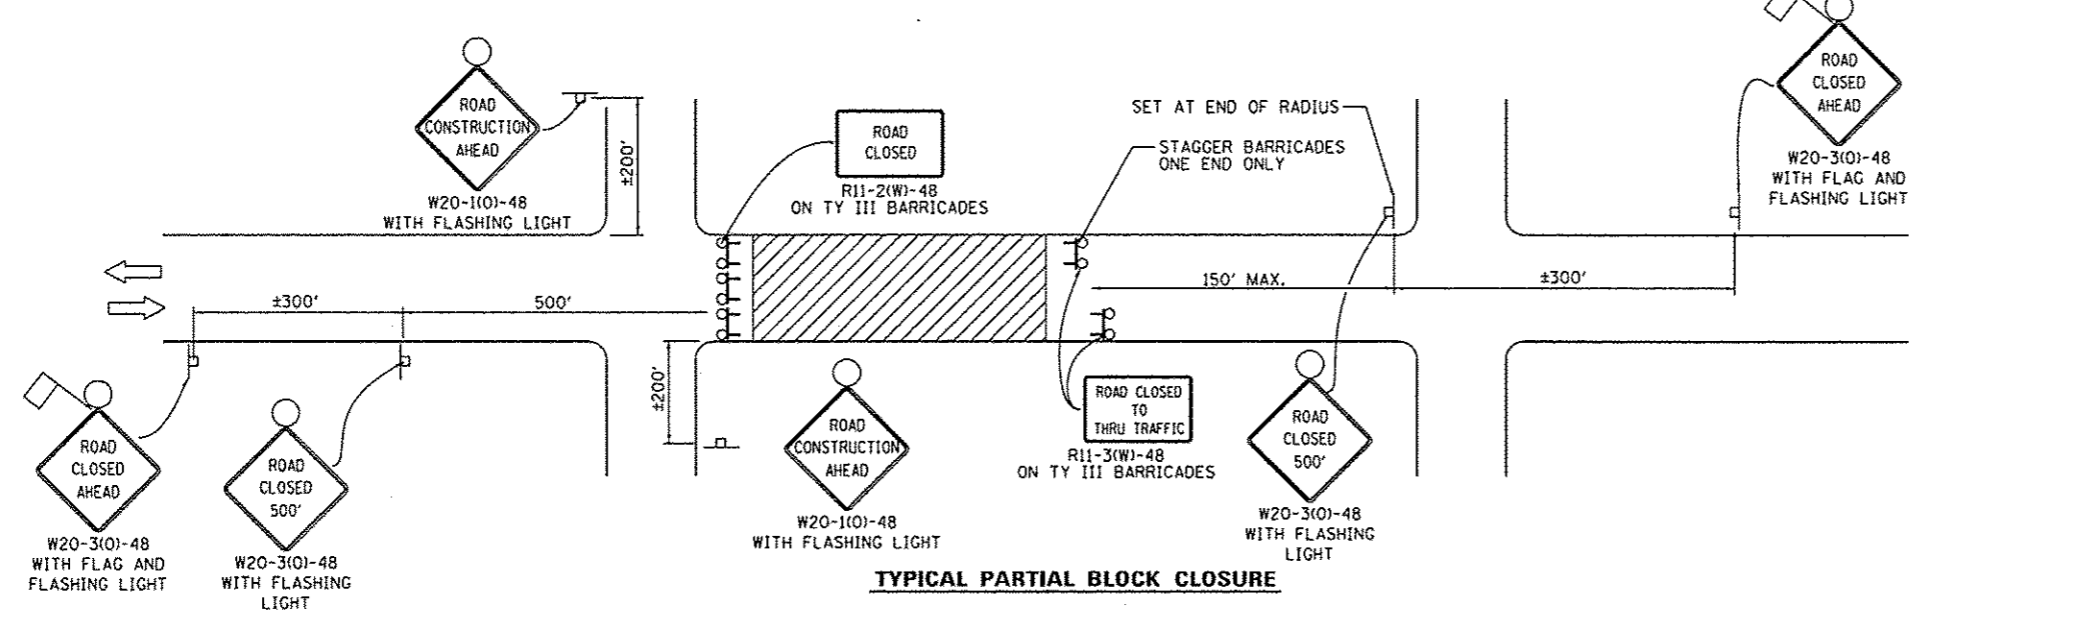 ROAD
CONSTRUCTION
AHEAD
W20-1(O)-48
WITH FLASHING LIGHT
±200'
ROAD
CLOSED
R11-2(W)-48
ON TY III BARRICADES
SET AT END OF RADIUS
STAGGER BARRICADES
ONE END ONLY
ROAD
CLOSED
AHEAD
W20-3(O)-48
WITH FLAG AND
FLASHING LIGHT
±300'
500'
150' MAX.
±300'
ROAD
CLOSED
AHEAD
W20-3(O)-48
WITH FLAG AND
FLASHING LIGHT
ROAD
CLOSED
500'
W20-3(O)-48
WITH FLASHING
LIGHT
±200'
ROAD
CONSTRUCTION
AHEAD
W20-1(O)-48
WITH FLASHING LIGHT
ROAD CLOSED
TO
THRU TRAFFIC
R11-3(W)-48
ON TY III BARRICADES
ROAD
CLOSED
500'
W20-3(O)-48
WITH FLASHING
LIGHT
TYPICAL PARTIAL BLOCK CLOSURE